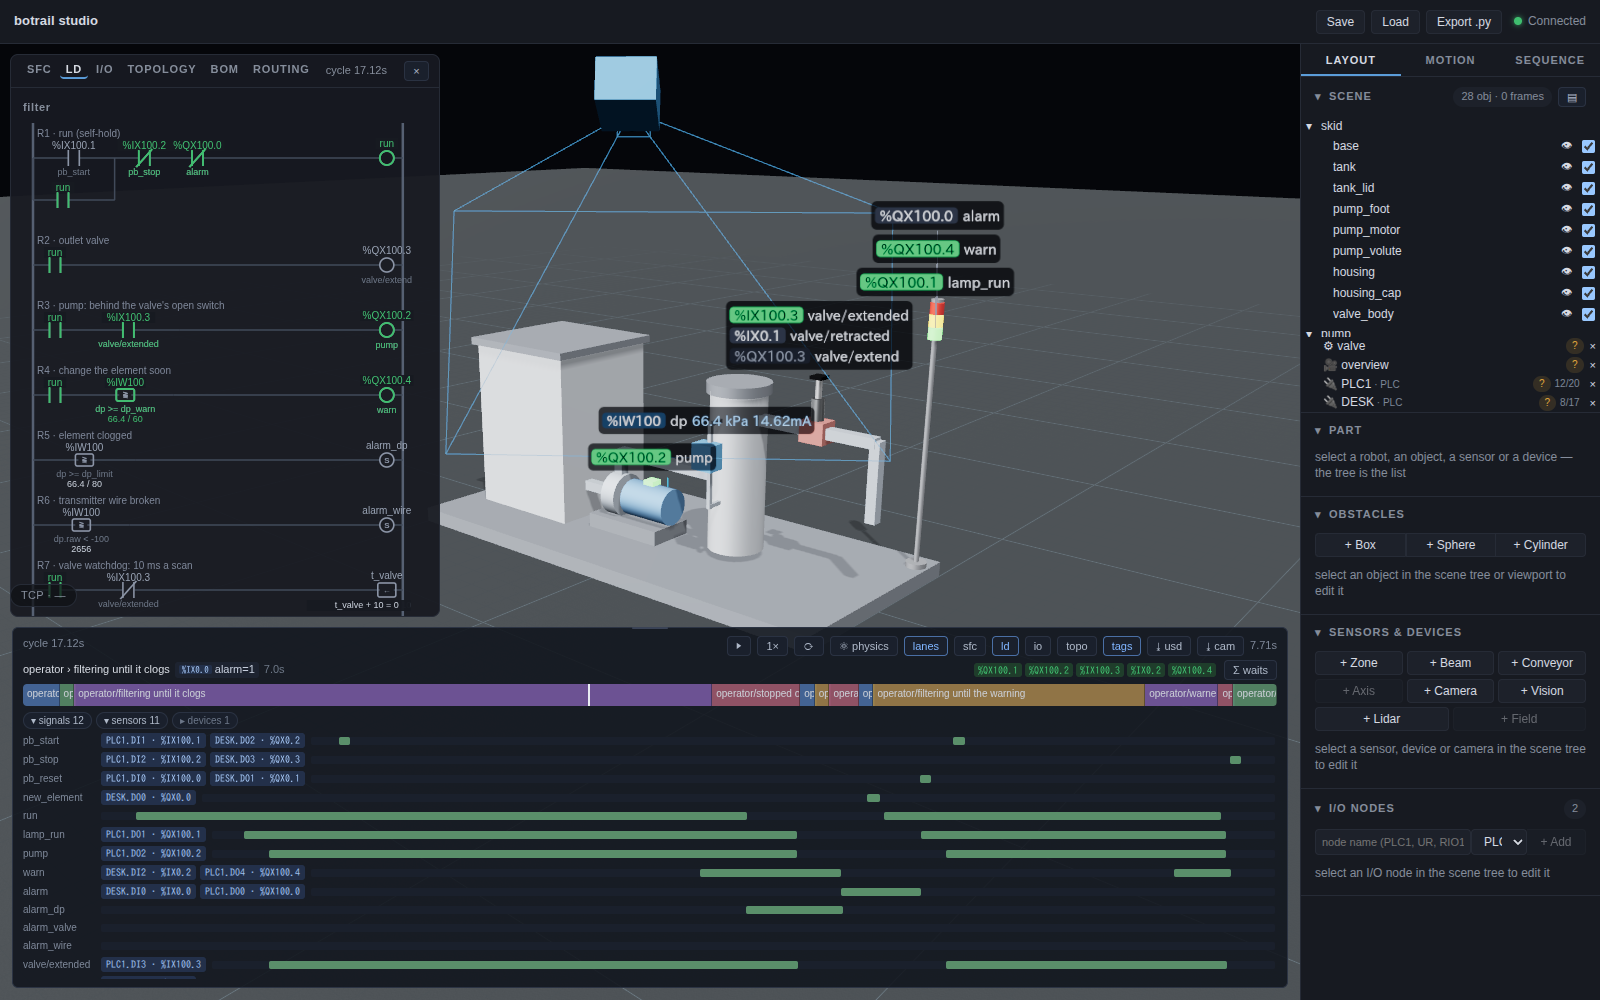 botrail studio
Save
Load
Export .py
Connected
SFC LD I/O TOPOLOGY BOM ROUTING cycle 17.12s ×
filter
R1 · run (self-hold)
%IX100.1 %IX100.2 %QX100.0 run
pb_start pb_stop alarm
run
R2 · outlet valve
run %QX100.3
valve/extend
R3 · pump: behind the valve's open switch
run %IX100.3 %QX100.2
valve/extended pump
R4 · change the element soon
run %IW100 %QX100.4
dp >= dp_warn warn
66.4 / 60
R5 · element clogged
%IW100 alarm_dp
S
dp >= dp_limit
66.4 / 80
R6 · transmitter wire broken
%IW100 alarm_wire
S
dp.raw < -100
2656
R7 · valve watchdog: 10 ms a scan
run %IX100.3 t_valve
valve/extended
t_valve + 10 = 0
TCP · —
%QX100.0 alarm
%QX100.4 warn
%QX100.1 lamp_run
%IX100.3 valve/extended
%IX0.1 valve/retracted
%QX100.3 valve/extend
%IW100 dp 66.4 kPa 14.62mA
%QX100.2 pump
LAYOUT MOTION SEQUENCE
▼ SCENE 28 obj · 0 frames
▼ skid
base
tank
tank_lid
pump_foot
pump_motor
pump_volute
housing
housing_cap
valve_body
▼ pump
valve ? ×
overview ? ×
PLC1 · PLC ? 12/20 ×
DESK · PLC ? 8/17 ×
▼ PART
select a robot, an object, a sensor or a device —
the tree is the list
▼ OBSTACLES
+ Box + Sphere + Cylinder
select an object in the scene tree or viewport to
edit it
▼ SENSORS & DEVICES
+ Zone + Beam + Conveyor
+ Axis + Camera + Vision
+ Lidar + Field
select a sensor, device or camera in the scene tree
to edit it
▼ I/O NODES 2
node name (PLC1, UR, RIO1 PLC + Add
select an I/O node in the scene tree to edit it
cycle 17.12s 1× physics lanes sfc ld io topo tags usd cam 7.71s
operator › filtering until it clogs %IX0.0 alarm=1 7.0s %QX100.1 %QX100.2 %IX100.3 %IX0.2 %QX100.4 Σ waits
operato op operator/filtering until it clogs operator/stopped c op op opera op operator/filtering until the warning operator/warne op operator/
▾ signals 12 ▾ sensors 11 ▸ devices 1
pb_start PLC1.DI1 · %IX100.1 DESK.DO2 · %QX0.2
pb_stop PLC1.DI2 · %IX100.2 DESK.DO3 · %QX0.3
pb_reset PLC1.DI0 · %IX100.0 DESK.DO1 · %QX0.1
new_element DESK.DO0 · %QX0.0
run
lamp_run PLC1.DO1 · %QX100.1
pump PLC1.DO2 · %QX100.2
warn DESK.DI2 · %IX0.2 PLC1.DO4 · %QX100.4
alarm DESK.DI0 · %IX0.0 PLC1.DO0 · %QX100.0
alarm_dp
alarm_valve
alarm_wire
valve/extended PLC1.DI3 · %IX100.3